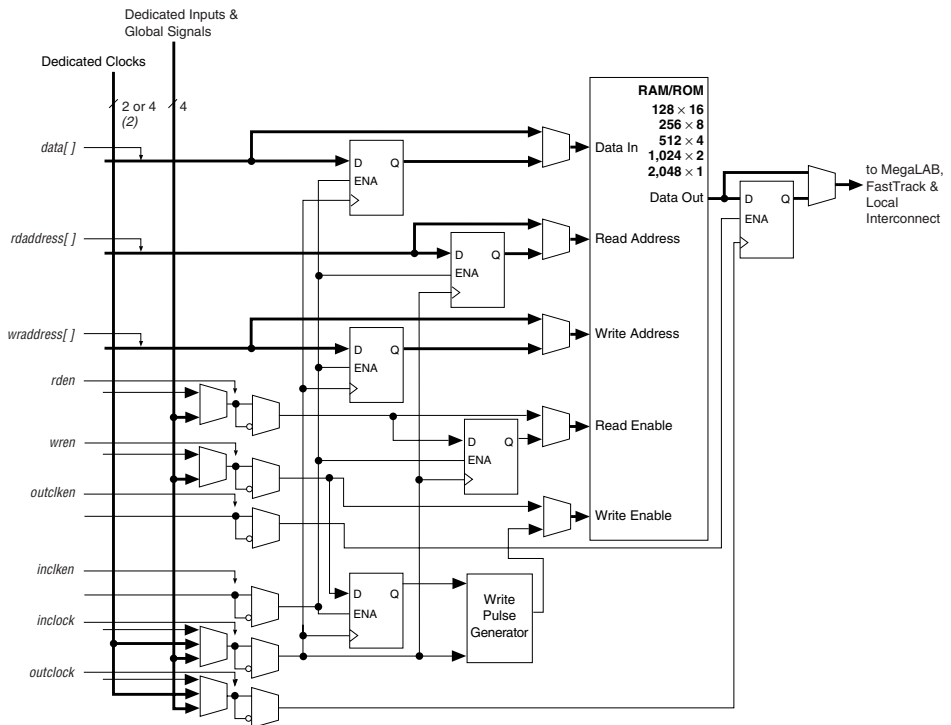 Dedicated Inputs &
Global Signals
Dedicated Clocks
2 or 4
(2)
4
RAM/ROM
128 × 16
256 × 8
512 × 4
1,024 × 2
2,048 × 1
data[ ]
D
Q
ENA
Data In
Data Out
D
Q
ENA
to MegaLAB,
FastTrack &
Local
Interconnect
rdaddress[ ]
D
Q
ENA
Read Address
wraddress[ ]
D
Q
ENA
Write Address
rden
D
Q
ENA
Read Enable
wren
outclken
Write Enable
inclken
D
Q
ENA
Write
Pulse
Generator
inclock
outclock